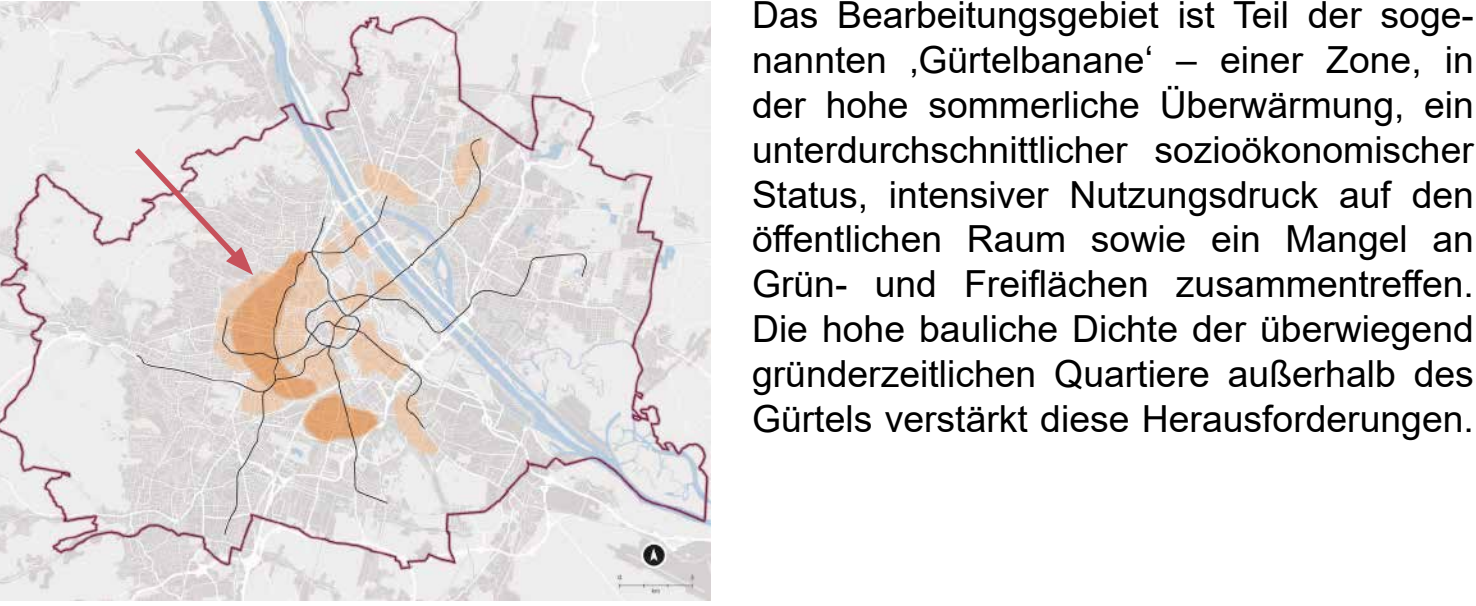 Das Bearbeitungsgebiet ist Teil der soge-
nannten ‚Gürtelbanane‘ – einer Zone, in
der hohe sommerliche Überwärmung, ein
unterdurchschnittlicher sozioökonomischer
Status, intensiver Nutzungsdruck auf den
öffentlichen Raum sowie ein Mangel an
Grün- und Freiflächen zusammentreffen.
Die hohe bauliche Dichte der überwiegend
gründerzeitlichen Quartiere außerhalb des
Gürtels verstärkt diese Herausforderungen.
km